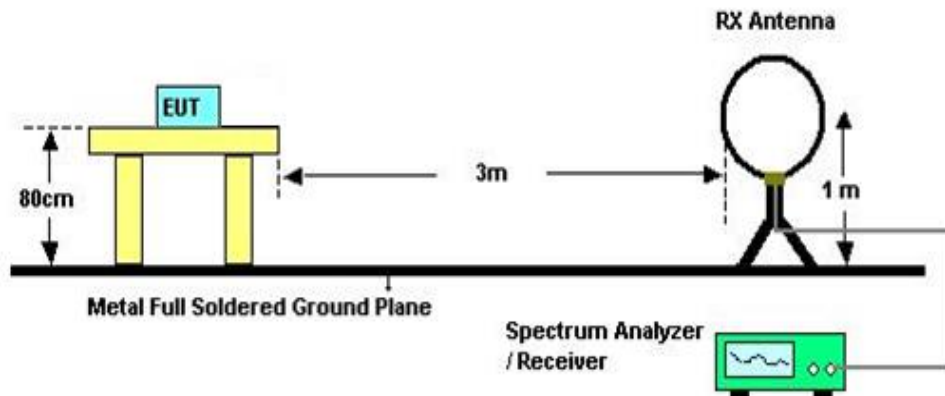 RX Antenna
EUT
3m
80cm
1 m
Metal Full Soldered Ground Plane
Spectrum Analyzer
/ Receiver